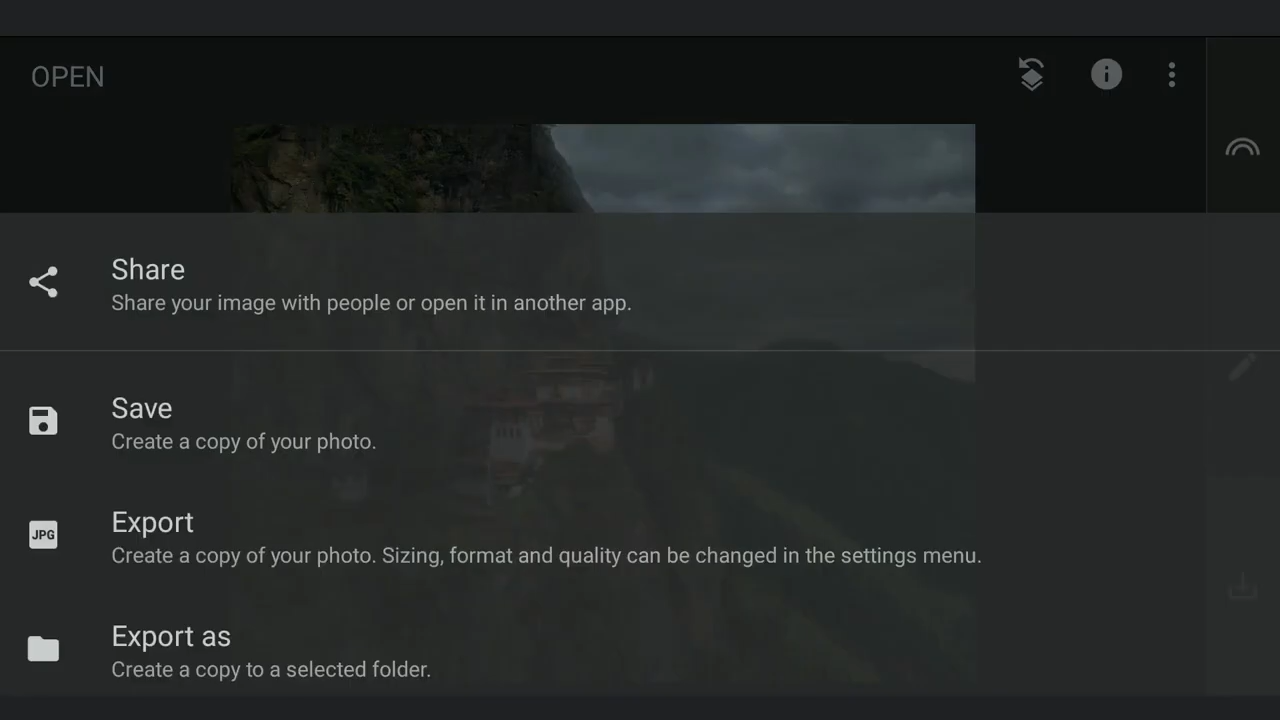 OPEN
Share
Share your image with people or open it in another app.
Save
Create a copy of your photo.
JPG
Export
Create a copy of your photo. Sizing, format and quality can be changed in the settings menu.
Export as
Create a copy to a selected folder.